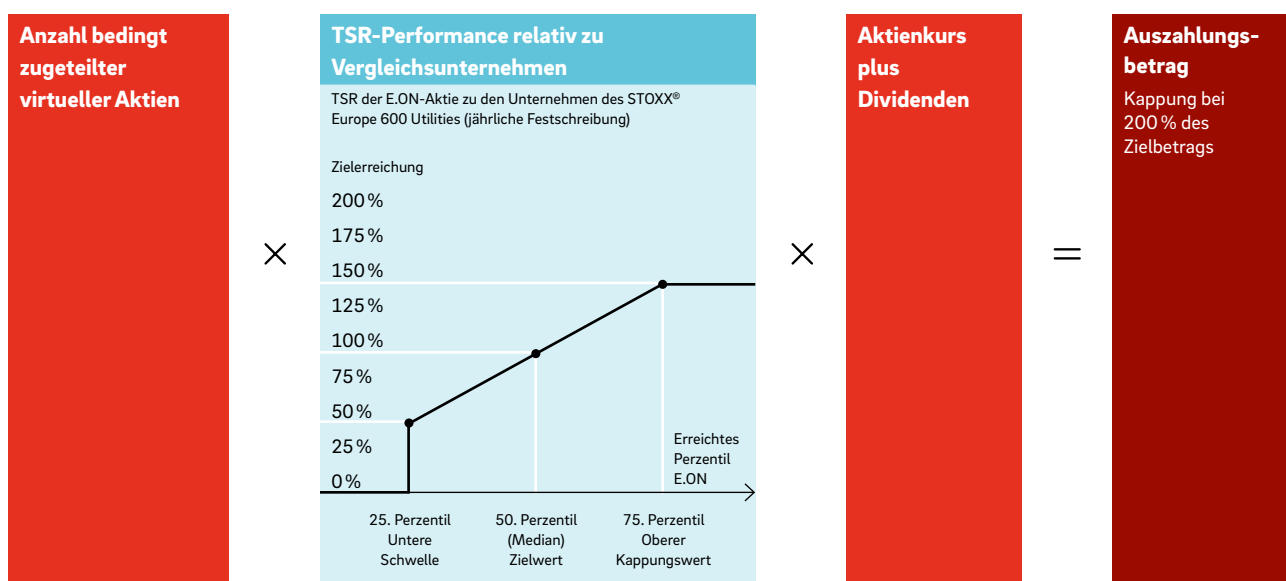 Anzahl bedingt
zugeteilter
virtueller Aktien
×
TSR-Performance relativ zu
Vergleichsunternehmen
TSR der E.ON-Aktie zu den Unternehmen des STOXX®
Europe 600 Utilities (jährliche Festschreibung)
Zielerreichung
200 %
175 %
150 %
125 %
100 %
75 %
50 %
25 %
0 %
Erreichtes
Perzentil
E.ON
25. Perzentil
Untere
Schwelle
50. Perzentil
(Median)
Zielwert
75. Perzentil
Oberer
Kappungswert
×
Aktienkurs
plus
Dividenden
=
Auszahlungs-
betrag
Kappung bei
200 % des
Zielbetrags